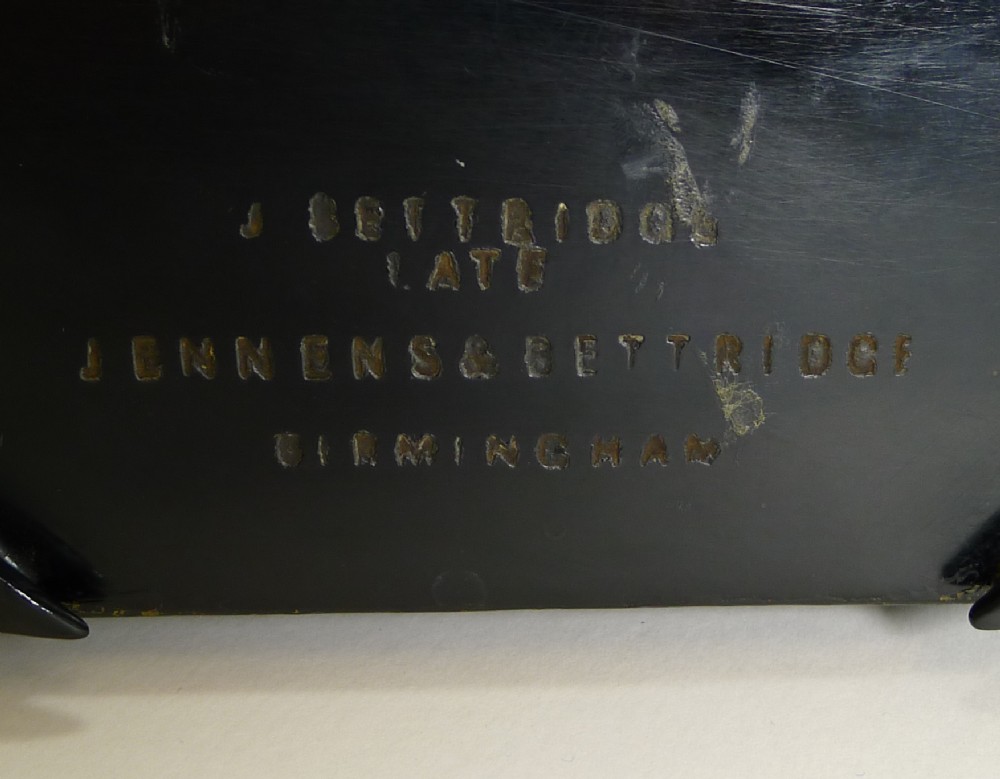 J BETTRIDGE
LATE
JENNENS & BETTRIDGE
BIRMINGHAM